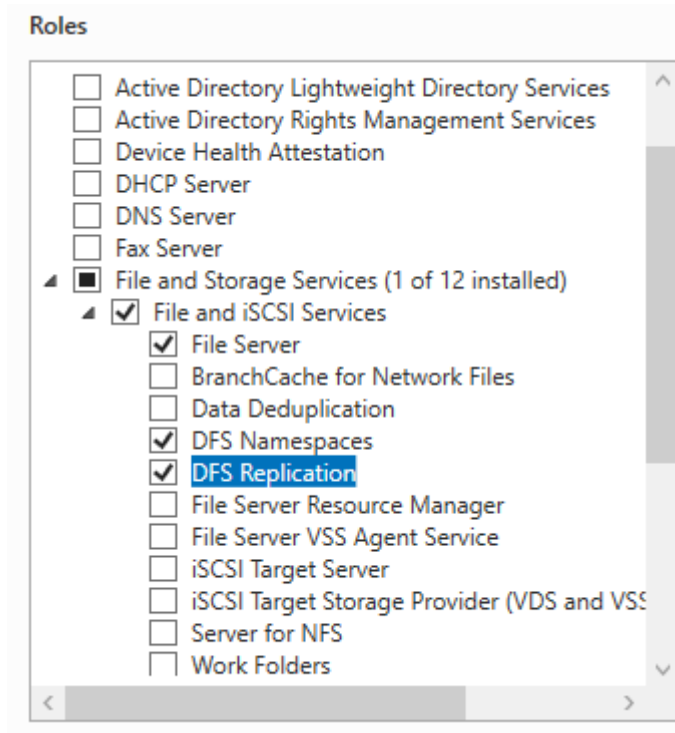 Roles
Active Directory Lightweight Directory Services
Active Directory Rights Management Services
Device Health Attestation
DHCP Server
DNS Server
Fax Server
File and Storage Services (1 of 12 installed)
File and iSCSI Services
File Server
BranchCache for Network Files
Data Deduplication
DFS Namespaces
DFS Replication
File Server Resource Manager
File Server VSS Agent Service
iSCSI Target Server
iSCSI Target Storage Provider (VDS and VSS
Server for NFS
Work Folders